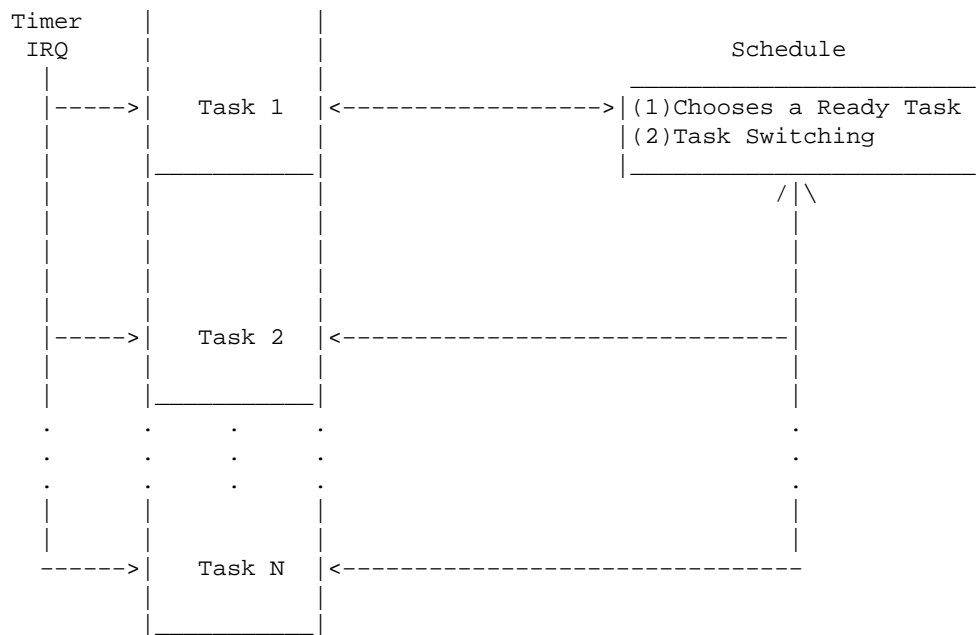 Timer
IRQ
Schedule
Task 1
(1)Chooses a Ready Task
(2)Task Switching
Task 2
Task N